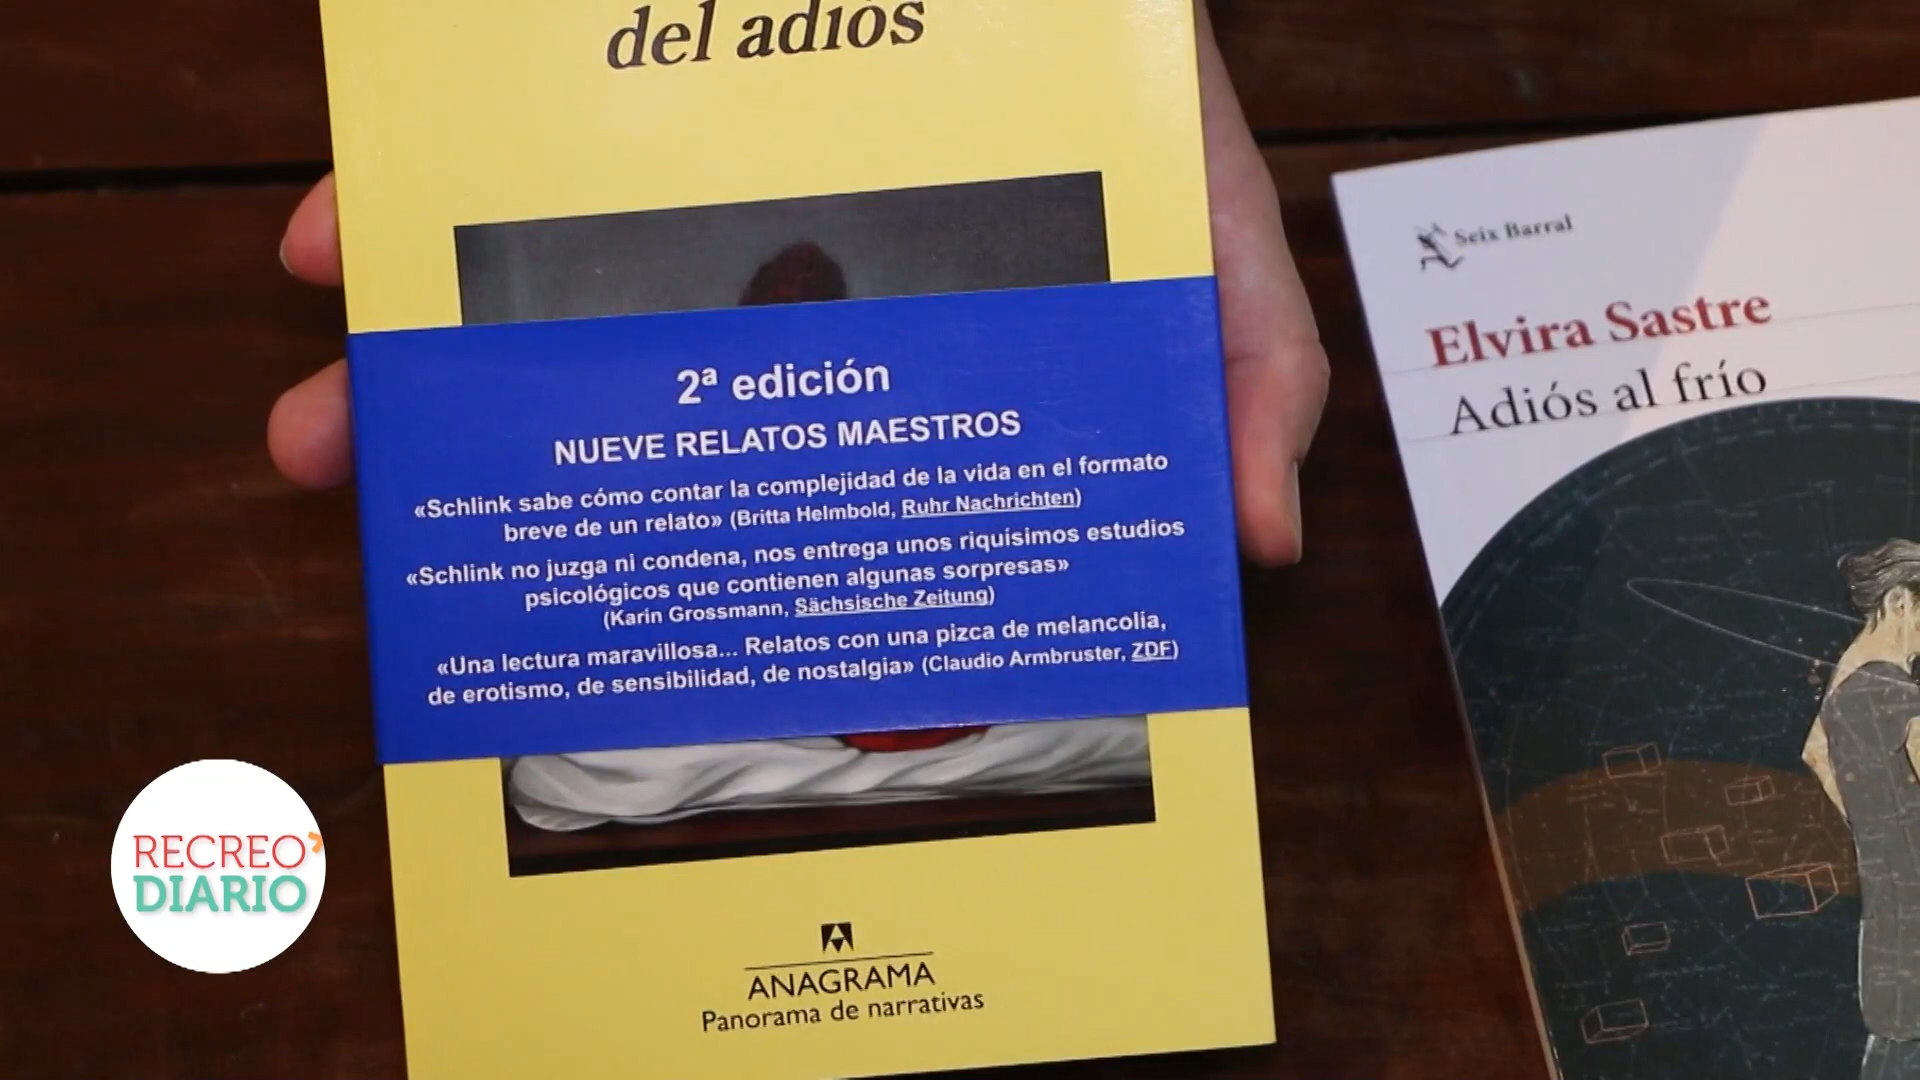 del adiós
2ª edición
NUEVE RELATOS MAESTROS
«Schlink sabe cómo contar la complejidad de la vida en el formato
breve de un relato» (Britta Helmbold, Ruhr Nachrichten)
«Schlink no juzga ni condena, nos entrega unos riquísimos estudios
psicológicos que contienen algunas sorpresas»
(Karin Grossmann, Sächsische Zeitung)
«Una lectura maravillosa... Relatos con una pizca de melancolía,
de erotismo, de sensibilidad, de nostalgia» (Claudio Armbruster, ZDF)
ANAGRAMA
Panorama de narrativas
Seix Barral
Elvira Sastre
Adiós al frío
RECREO
DIARIO